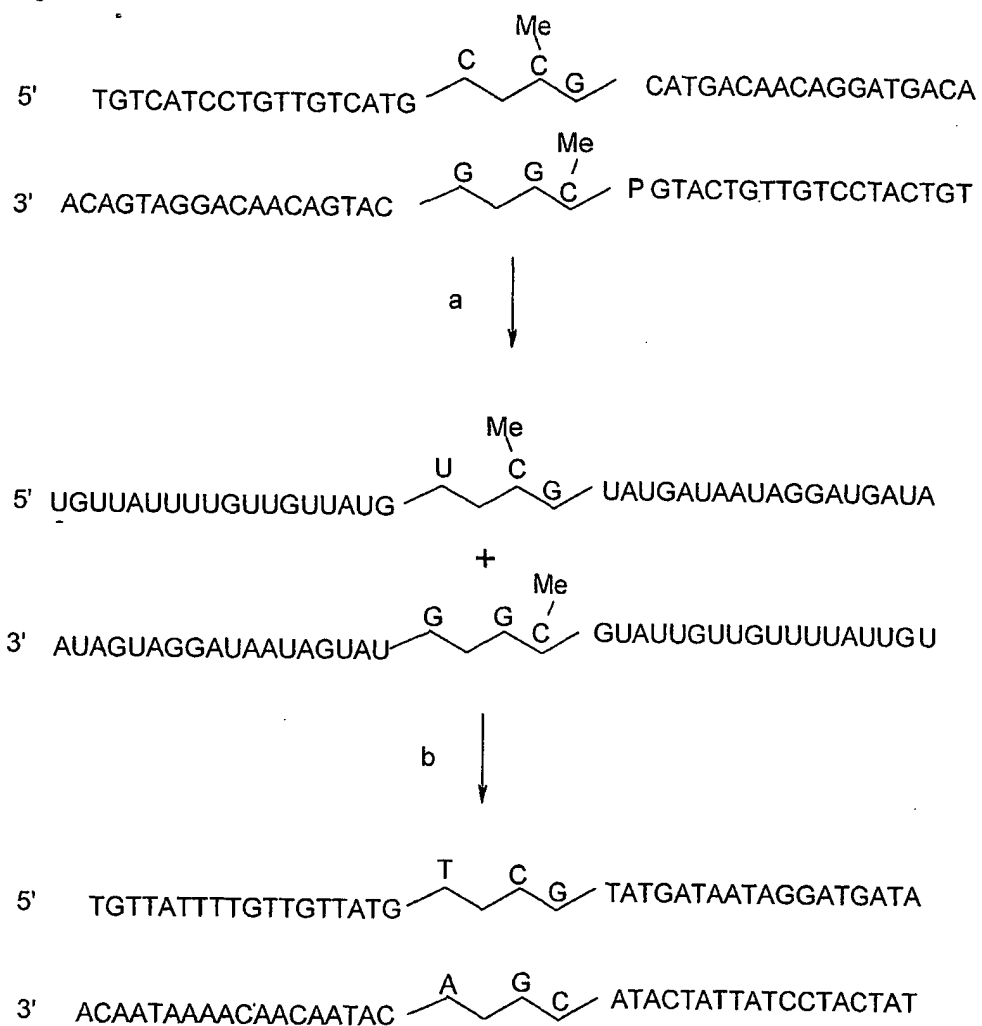 Me
C C G
5' TGTCATCCTGTTGTCATG CATGACAACAGGATGACA
Me
G G C
3' ACAGTAGGACAACAGTAC P GTACTGTTGTCCTACTGT
a
Me
U C G
5' UGUUAUUUUGUUGUUAUG UAUGAUAAUAGGAUGAUA
+
Me
G G C
3' AUAGUAGGAUAAUAGUAU GUAUUGUUGUUUUAUUGU
b
T C G
5' TGTTATTTTGTTGTTATG TATGATAATAGGATGATA
A G C
3' ACAATAAAACAACAATAC ATACTATTATCCTACTAT